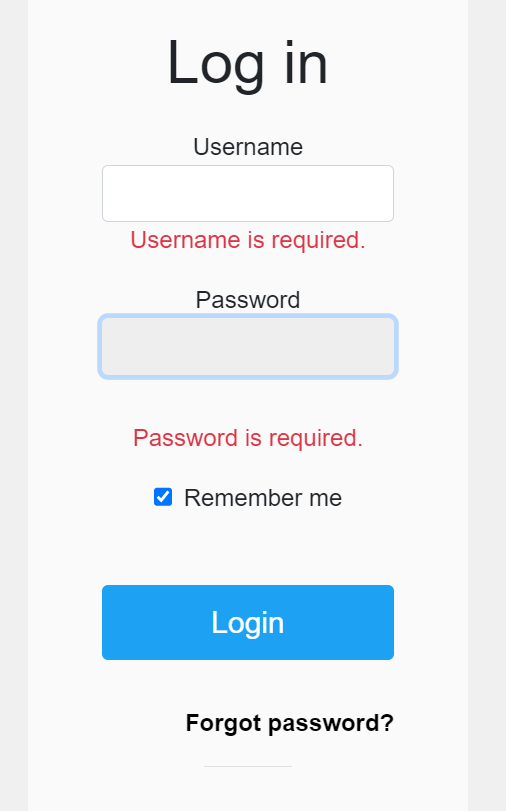 Log in
Username
Username is required.
Password
Password is required.
Remember me
Login
Forgot password?